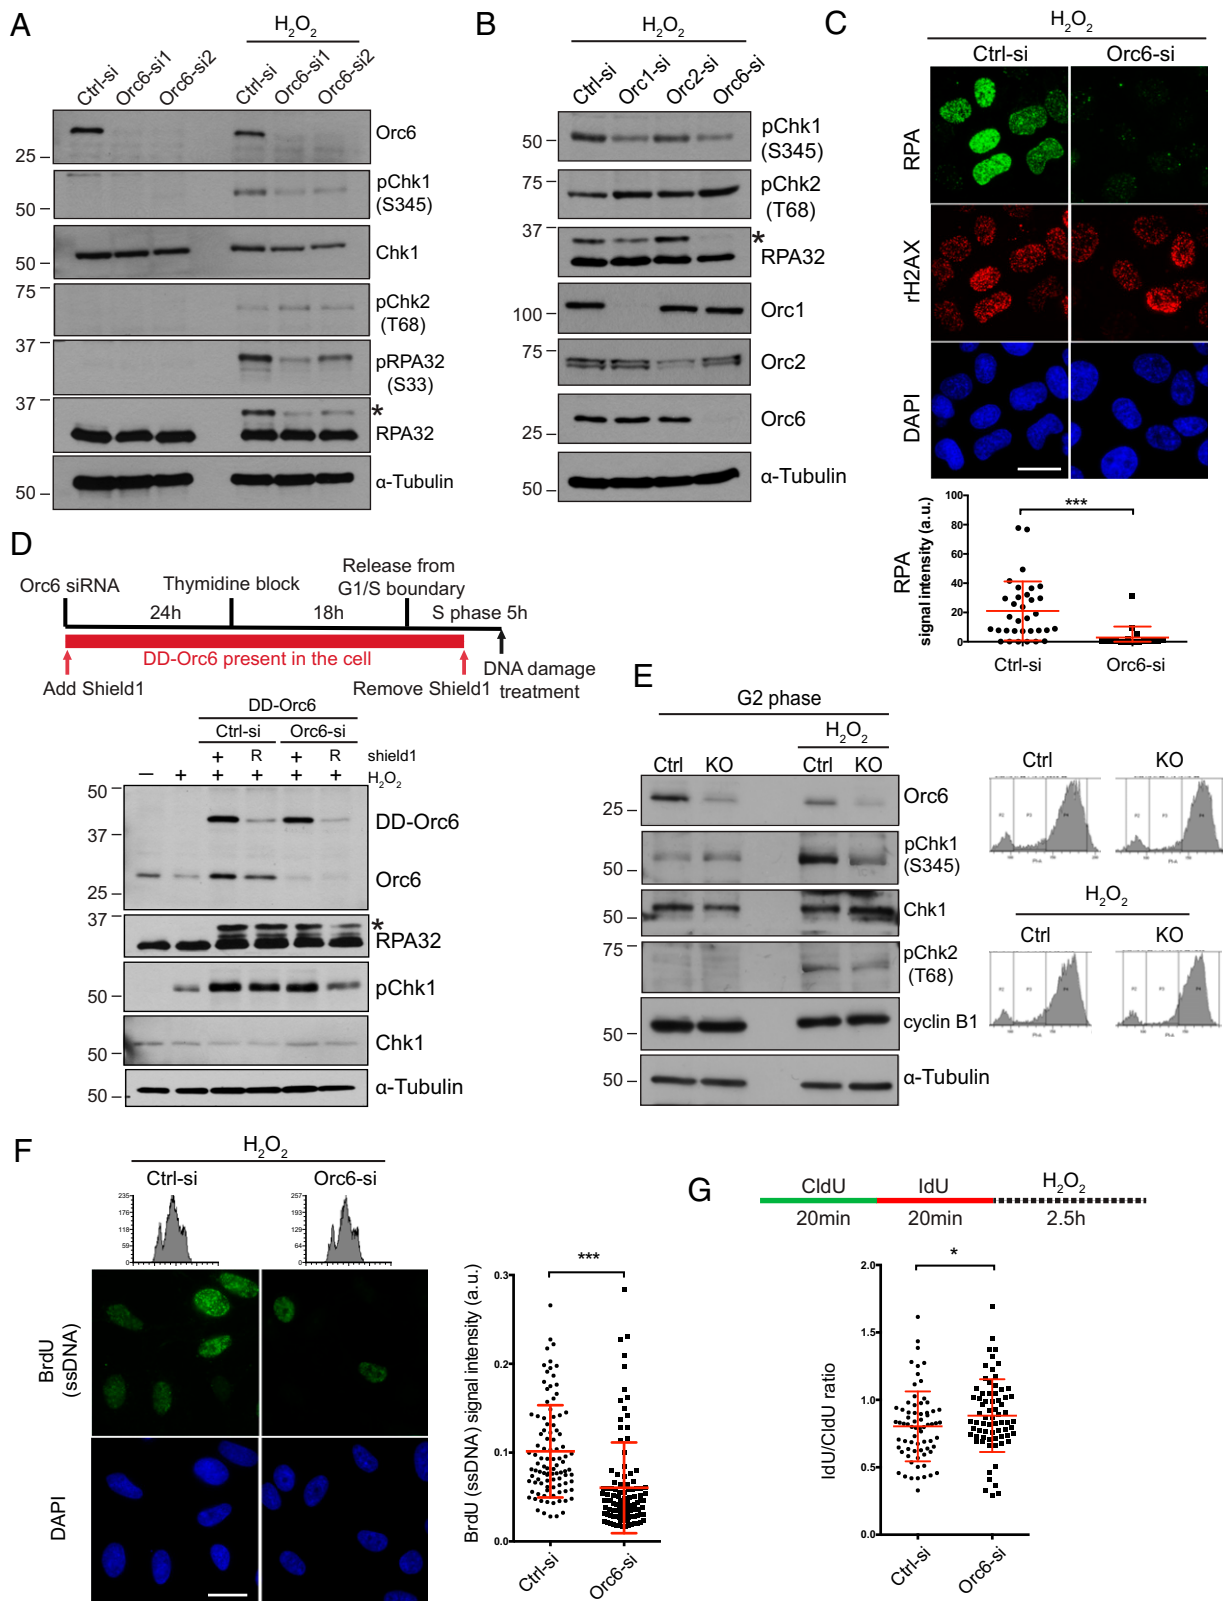 A
H2O2
Ctrl-si Orc6-si1 Orc6-si2 Ctrl-si Orc6-si1 Orc6-si2
Orc6
25
pChk1
(S345)
50
Chk1
50
75
pChk2
(T68)
37
pRPA32
(S33)
37
*
RPA32
α-Tubulin
50
B
H2O2
Ctrl-si Orc1-si Orc2-si Orc6-si
50
pChk1
(S345)
75
pChk2
(T68)
37
*
RPA32
100
Orc1
75
Orc2
Orc6
25
α-Tubulin
50
C
H2O2
Ctrl-si Orc6-si
RPA
rH2AX
DAPI
RPA
signal intensity (a.u.)
100
80
60
40
20
0
***
Ctrl-si Orc6-si
D
Orc6 siRNA
Thymidine block
Release from
G1/S boundary
24h 18h S phase 5h
DD-Orc6 present in the cell
Add Shield1
Remove Shield1
DNA damage
treatment
DD-Orc6
Ctrl-si Orc6-si
+ R + R shield1
— + + + + + H2O2
50
DD-Orc6
37
Orc6
25
37
*
RPA32
pChk1
50
Chk1
50
α-Tubulin
50
E
G2 phase
H2O2
Ctrl KO Ctrl KO
Orc6
25
pChk1
(S345)
50
Chk1
50
75
pChk2
(T68)
cyclin B1
50
α-Tubulin
50
Ctrl KO
H2O2
Ctrl KO
F
H2O2
Ctrl-si Orc6-si
235
176
118
59
0
257
193
129
64
0
BrdU
(ssDNA)
DAPI
BrdU (ssDNA) signal intensity (a.u.)
0.3
0.2
0.1
0.0
***
Ctrl-si Orc6-si
G
CldU IdU H2O2
20min 20min 2.5h
IdU/CldU ratio
2.0
1.5
1.0
0.5
0.0
*
Ctrl-si Orc6-si